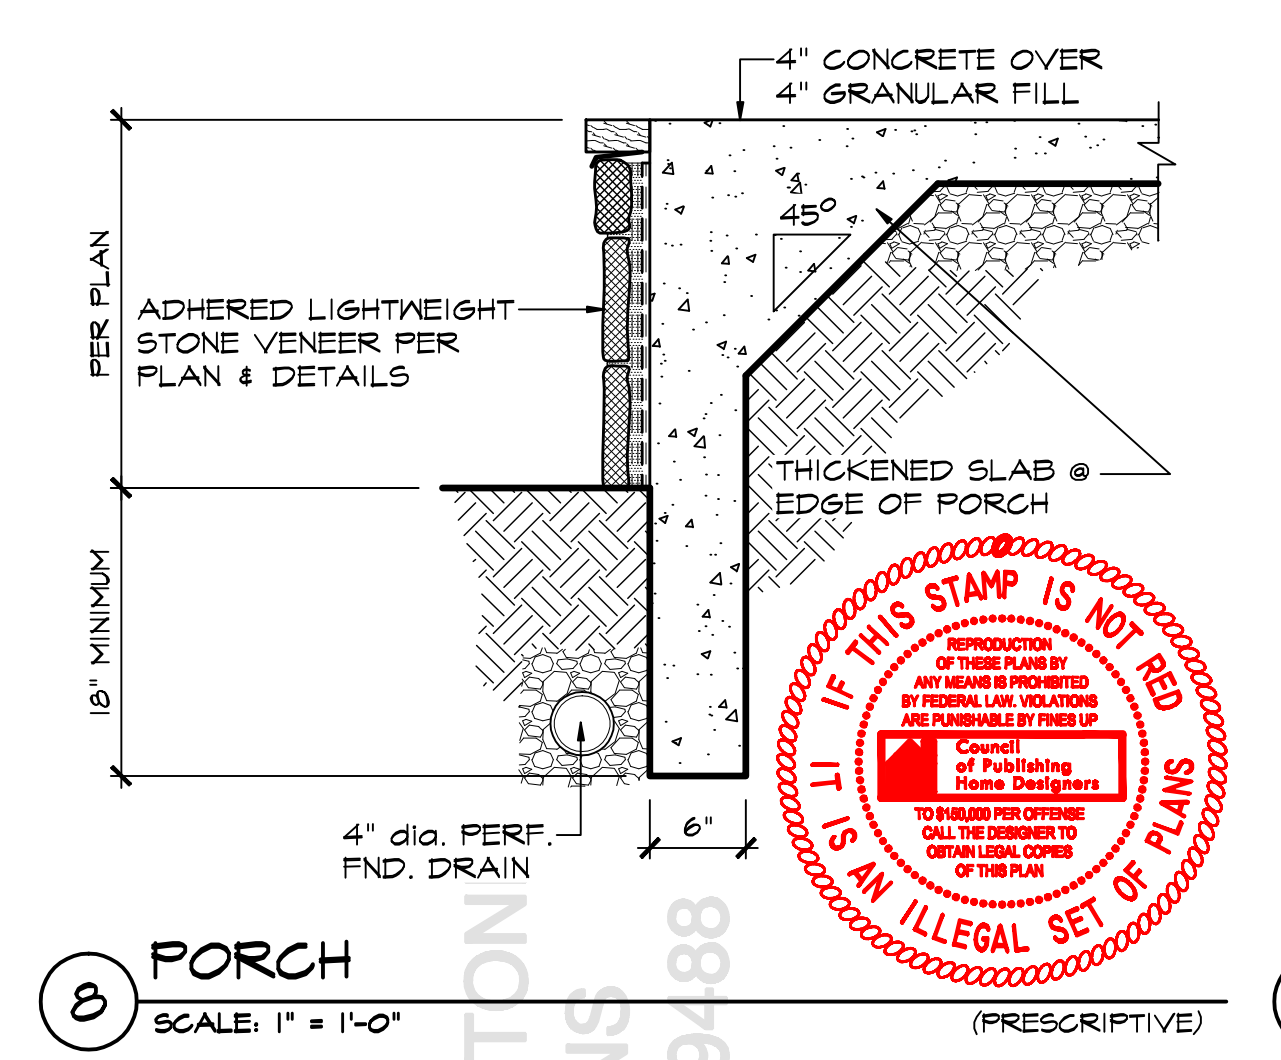 4" CONCRETE OVER
4" GRANULAR FILL
45°
PER PLAN
ADHERED LIGHTWEIGHT
STONE VENEER PER
PLAN & DETAILS
THICKENED SLAB @
EDGE OF PORCH
18" MINIMUM
4" dia. PERF.
FND. DRAIN
6"
IF THIS STAMP IS NOT RED
IT IS AN ILLEGAL SET OF PLANS
REPRODUCTION
OF THESE PLANS BY
ANY MEANS IS PROHIBITED
BY FEDERAL LAW. VIOLATIONS
ARE PUNISHABLE BY FINES UP
Council
of Publishing
Home Designers
TO $150,000 PER OFFENSE
CALL THE DESIGNER TO
OBTAIN LEGAL COPIES
OF THIS PLAN
8
PORCH
SCALE: 1" = 1'-0"
(PRESCRIPTIVE)
TON
NS
9488